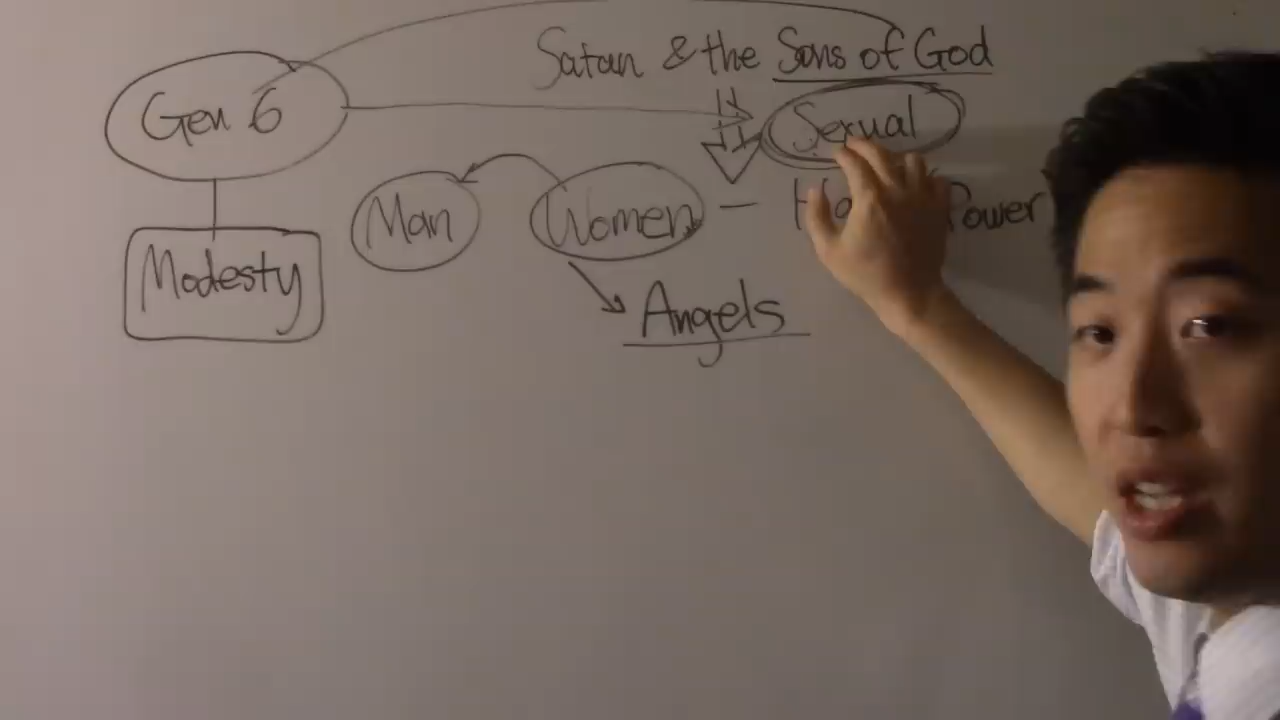 Satan & the Sons of God
Gen 6
Sexual
Man
Women
—
Power
Modesty
Angels